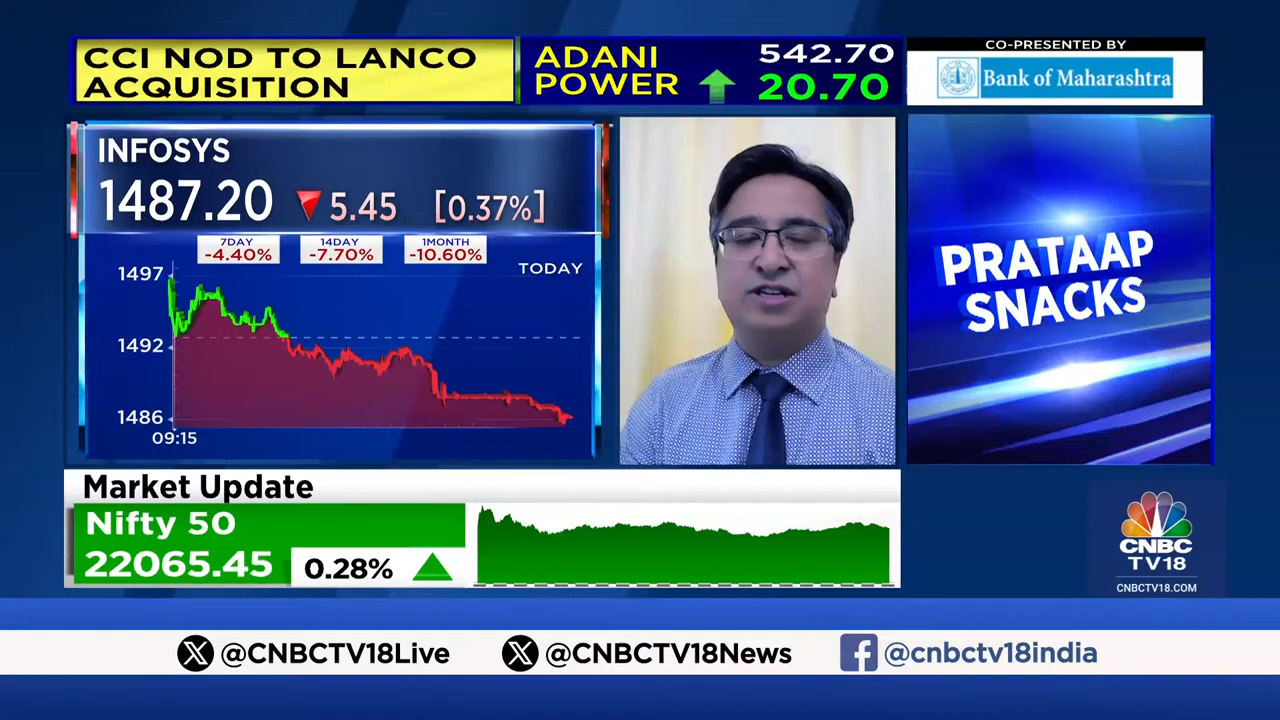 CCI NOD TO LANCO
ACQUISITION
ADANI
POWER
542.70
20.70
CO-PRESENTED BY
Bank of Maharashtra
INFOSYS
1487.20 5.45 [0.37%]
7DAY
-4.40%
14DAY
-7.70%
1MONTH
-10.60%
TODAY
1497
1492
1486
09:15
PRATAAP
SNACKS
Market Update
Nifty 50
22065.45 0.28%
CNBC
TV18
CNBCTV18.COM
@CNBCTV18Live
@CNBCTV18News
@cnbctv18india